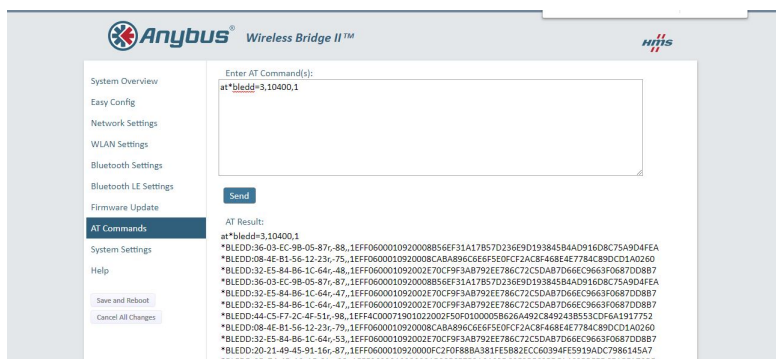 Anybus® Wireless Bridge II™
HMS
System Overview
Easy Config
Network Settings
WLAN Settings
Bluetooth Settings
Bluetooth LE Settings
Firmware Update
AT Commands
System Settings
Help
Save and Reboot
Cancel All Changes
Enter AT Command(s):
at*bledd=3,10400,1
Send
AT Result:
at*bledd=3,10400,1
*BLEDD:36-03-EC-9B-05-87r,-88,,1EFF0600010920008B56EF31A17B57D236E9D193845B4AD916D8C75A9D4FEA
*BLEDD:08-4E-B1-56-12-23r,-75,,1EFF0600010920008CABA896C6E6F5E0FCF2AC8F468E4E7784C89DCD1A0260
*BLEDD:32-E5-84-B6-1C-64r,-48,,1EFF060001092002E70CF9F3AB792EE786C72C5DAB7D66EC9663F0687DD8B7
*BLEDD:36-03-EC-9B-05-87r,-87,,1EFF0600010920008B56EF31A17B57D236E9D193845B4AD916D8C75A9D4FEA
*BLEDD:32-E5-84-B6-1C-64r,-47,,1EFF060001092002E70CF9F3AB792EE786C72C5DAB7D66EC9663F0687DD8B7
*BLEDD:32-E5-84-B6-1C-64r,-47,,1EFF060001092002E70CF9F3AB792EE786C72C5DAB7D66EC9663F0687DD8B7
*BLEDD:44-C5-F7-2C-4F-51r,-98,,1EFF4C00071901022002F50F0100005B626A492C849243B553CDF6A1917752
*BLEDD:08-4E-B1-56-12-23r,-79,,1EFF0600010920008CABA896C6E6F5E0FCF2AC8F468E4E7784C89DCD1A0260
*BLEDD:32-E5-84-B6-1C-64r,-53,,1EFF060001092002E70CF9F3AB792EE786C72C5DAB7D66EC9663F0687DD8B7
*BLEDD:20-21-49-45-91-16r,-87,,1EFF0600010920000FC2F0F88BA381FE5B82ECC60394FE5919ADC7986145A7